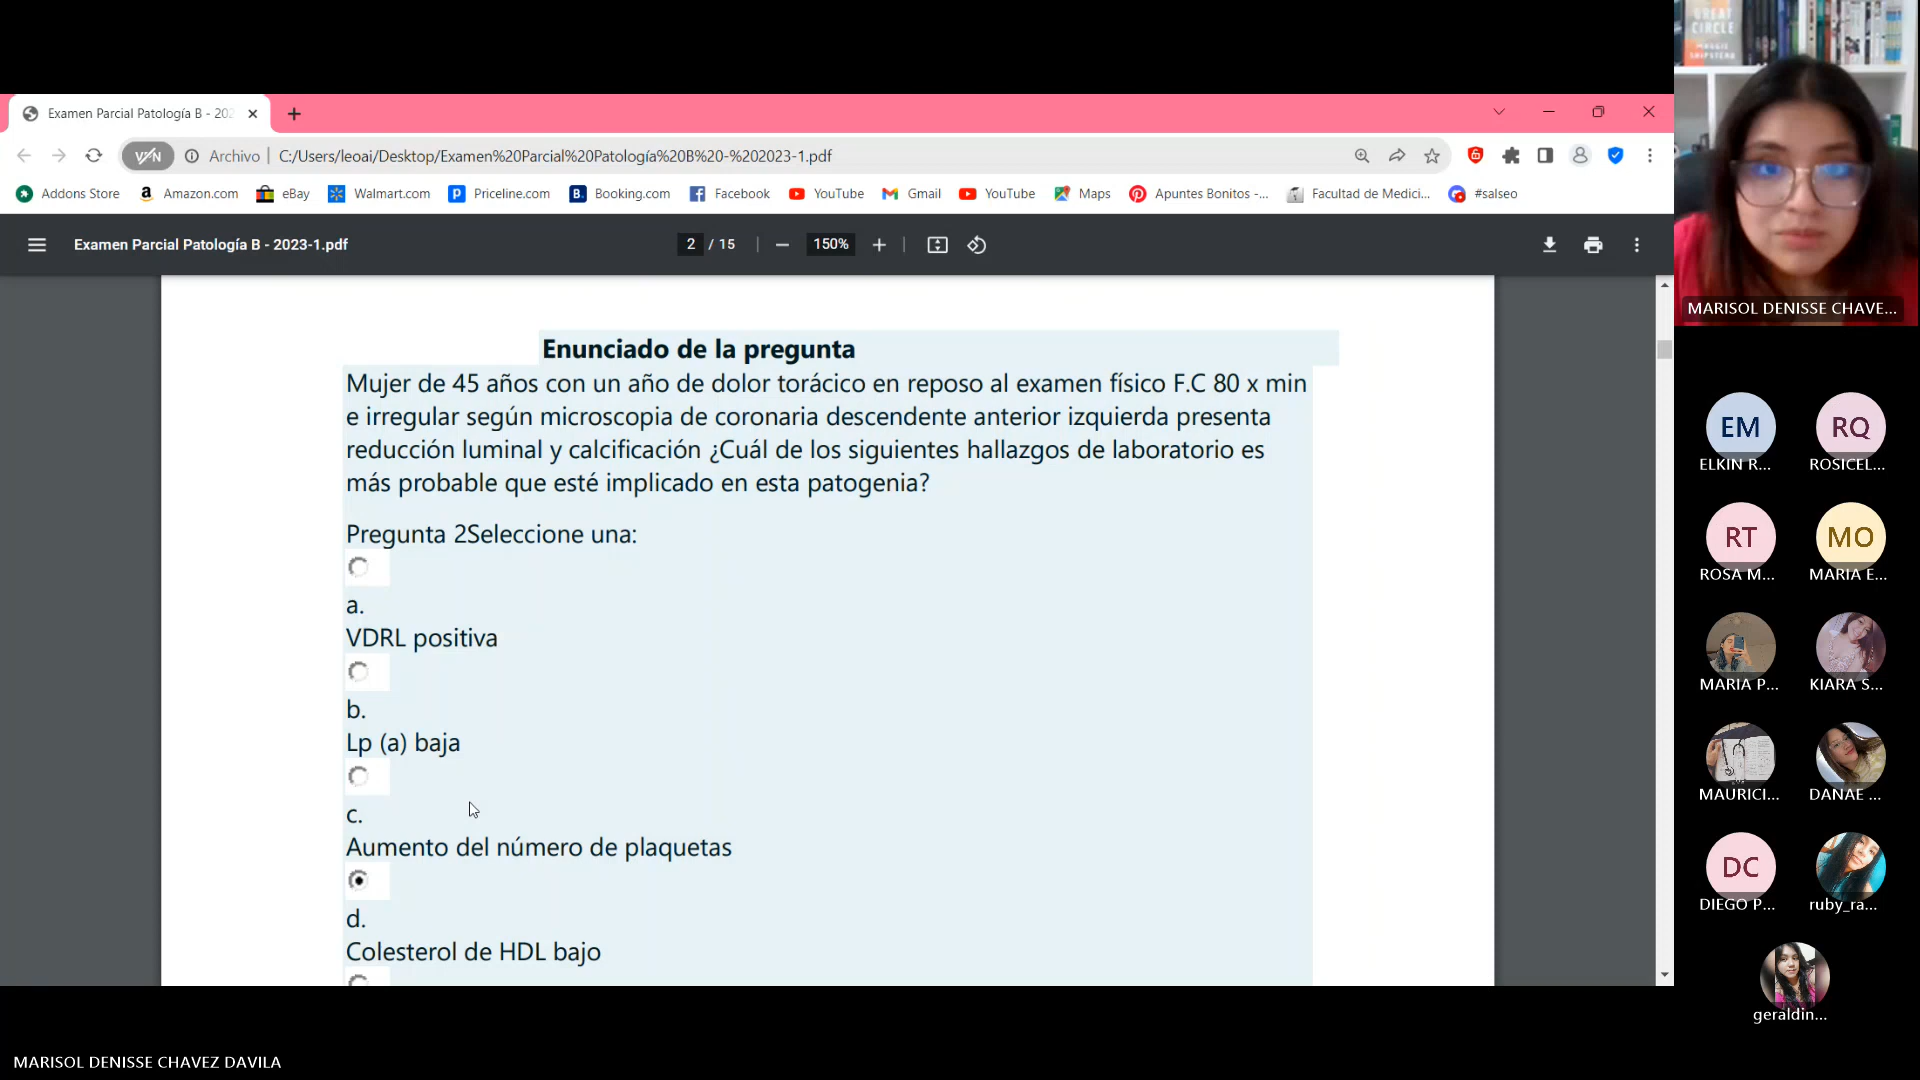 GREAT
CIRCLE
MAGGIE
SHIPSTEAD
Examen Parcial Patología B - 202
VPN
Archivo
C:/Users/leoai/Desktop/Examen%20Parcial%20Patología%20B%20-%202023-1.pdf
Addons Store
Amazon.com
eBay
Walmart.com
Priceline.com
Booking.com
Facebook
YouTube
Gmail
YouTube
Maps
Apuntes Bonitos -...
Facultad de Medici...
#salseo
Examen Parcial Patología B - 2023-1.pdf
2 / 15
150%
Enunciado de la pregunta
Mujer de 45 años con un año de dolor torácico en reposo al examen físico F.C 80 x min
e irregular según microscopia de coronaria descendente anterior izquierda presenta
reducción luminal y calcificación ¿Cuál de los siguientes hallazgos de laboratorio es
más probable que esté implicado en esta patogenia?
Pregunta 2Seleccione una:
a.
VDRL positiva
b.
Lp (a) baja
c.
Aumento del número de plaquetas
d.
Colesterol de HDL bajo
MARISOL DENISSE CHAVE...
EM
ELKIN R...
RQ
ROSICEL...
RT
ROSA M...
MO
MARIA E...
MARIA P...
KIARA S...
MAURICI...
DANAE ...
DC
DIEGO P...
ruby_ra...
geraldin...
MARISOL DENISSE CHAVEZ DAVILA